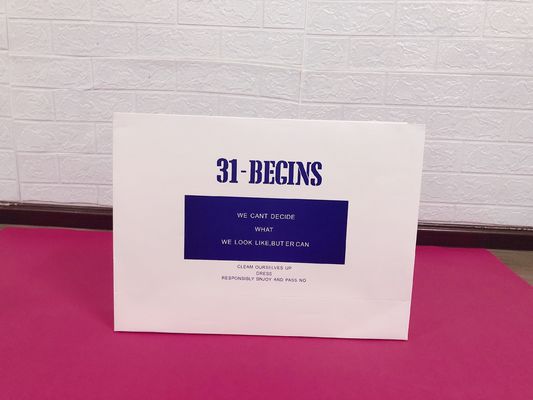 31-BEGINS
WE CANT DECIDE
WHAT
WE LOOK LIKE,BUT ER CAN
CLEAM OURSELVES UP
DRESS
RESPONSIBLY SNJOY AND PASS NO